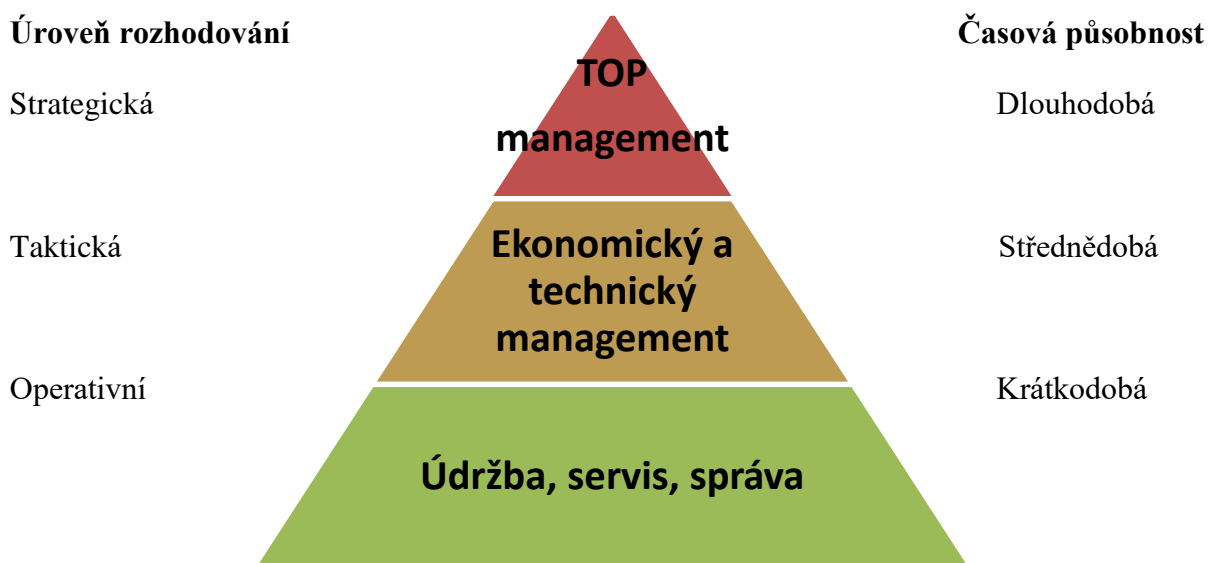 Úroveň rozhodování
Časová působnost
TOP
management
Strategická
Dlouhodobá
Ekonomický a
technický
management
Taktická
Střednědobá
Operativní
Krátkodobá
Údržba, servis, správa